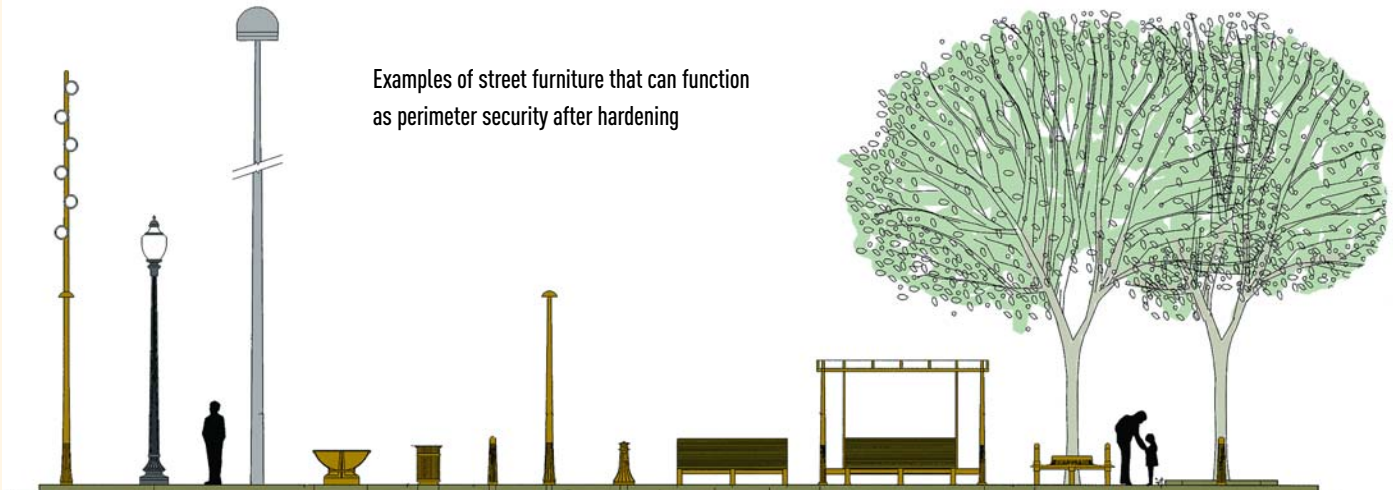 Examples of street furniture that can function
as perimeter security after hardening